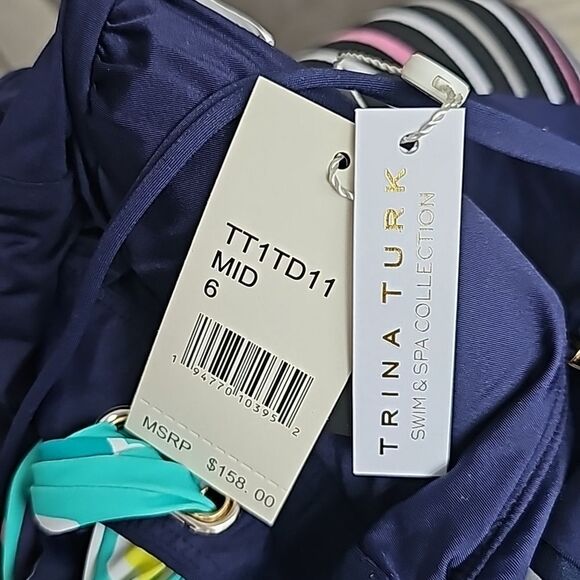 TT1TD11
MID
6
1 94770 10395 2
MSRP $158.00
TRINA TURK
SWIM & SPA COLLECTION